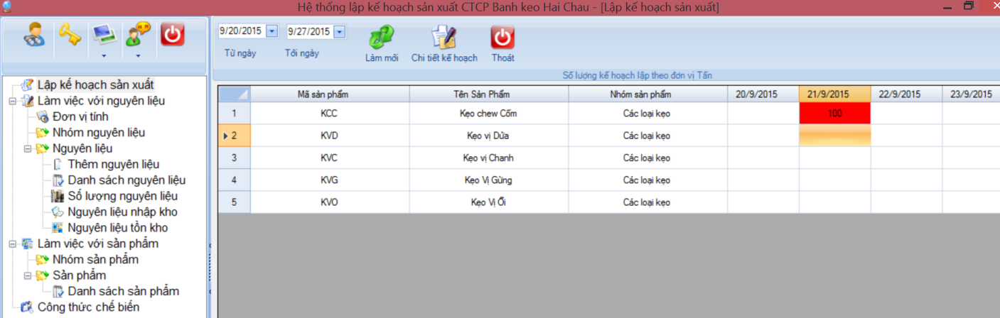 Hệ thống lập kế hoạch sản xuất CTCP Banh keo Hai Chau - [Lập kế hoạch sản xuất]
9/20/2015 9/27/2015
Từ ngày Tới ngày Làm mới Chi tiết kế hoạch Thoát
Số lượng kế hoạch lập theo đơn vị Tấn
Lập kế hoạch sản xuất
Làm việc với nguyên liệu
Đơn vị tính
Nhóm nguyên liệu
Nguyên liệu
Thêm nguyên liệu
Danh sách nguyên liệu
Số lượng nguyên liệu
Nguyên liệu nhập kho
Nguyên liệu tồn kho
Làm việc với sản phẩm
Nhóm sản phẩm
Sản phẩm
Danh sách sản phẩm
Công thức chế biến
Mã sản phẩm Tên Sản Phẩm Nhóm sản phẩm 20/9/2015 21/9/2015 22/9/2015 23/9/2015
1 KCC Kẹo chew Cốm Các loại kẹo 100
2 KVD Kẹo vị Dứa Các loại kẹo
3 KVC Kẹo vị Chanh Các loại kẹo
4 KVG Kẹo Vị Gừng Các loại kẹo
5 KVO Kẹo Vị Ổi Các loại kẹo